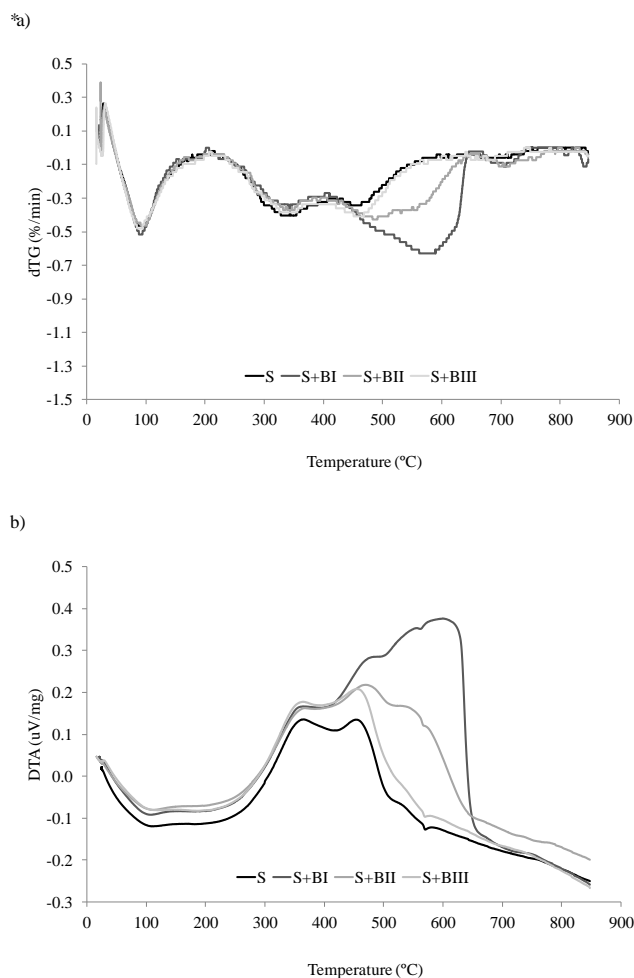 *a)
0.5
0.3
0.1
-0.1
-0.3
-0.5
-0.7
-0.9
-1.1
-1.3
-1.5
dTG (%/min)
S S+BI S+BII S+BIII
0 100 200 300 400 500 600 700 800 900
Temperature (ºC)
b)
0.5
0.4
0.3
0.2
0.1
0.0
-0.1
-0.2
-0.3
DTA (uV/mg)
S S+BI S+BII S+BIII
0 100 200 300 400 500 600 700 800 900
Temperature (ºC)